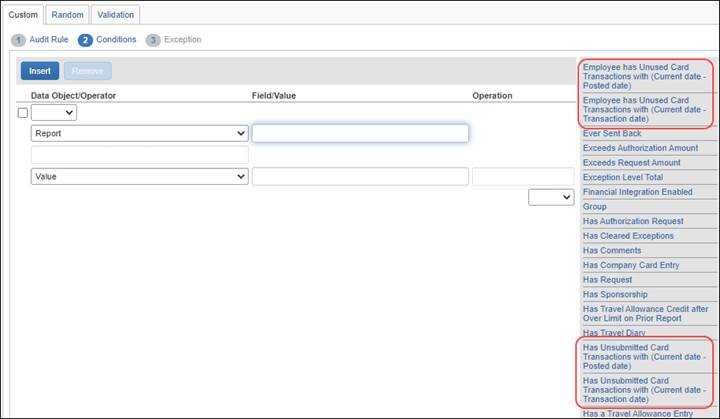 Custom Random Validation
1 Audit Rule 2 Conditions 3 Exception
Insert Remove
Data Object/Operator Field/Value Operation
Report
Value
Employee has Unused Card
Transactions with (Current date -
Posted date)
Employee has Unused Card
Transactions with (Current date -
Transaction date)
Ever Sent Back
Exceeds Authorization Amount
Exceeds Request Amount
Exception Level Total
Financial Integration Enabled
Group
Has Authorization Request
Has Cleared Exceptions
Has Comments
Has Company Card Entry
Has Request
Has Sponsorship
Has Travel Allowance Credit after
Over Limit on Prior Report
Has Travel Diary
Has Unsubmitted Card
Transactions with (Current date -
Posted date)
Has Unsubmitted Card
Transactions with (Current date -
Transaction date)
Has a Travel Allowance Entry